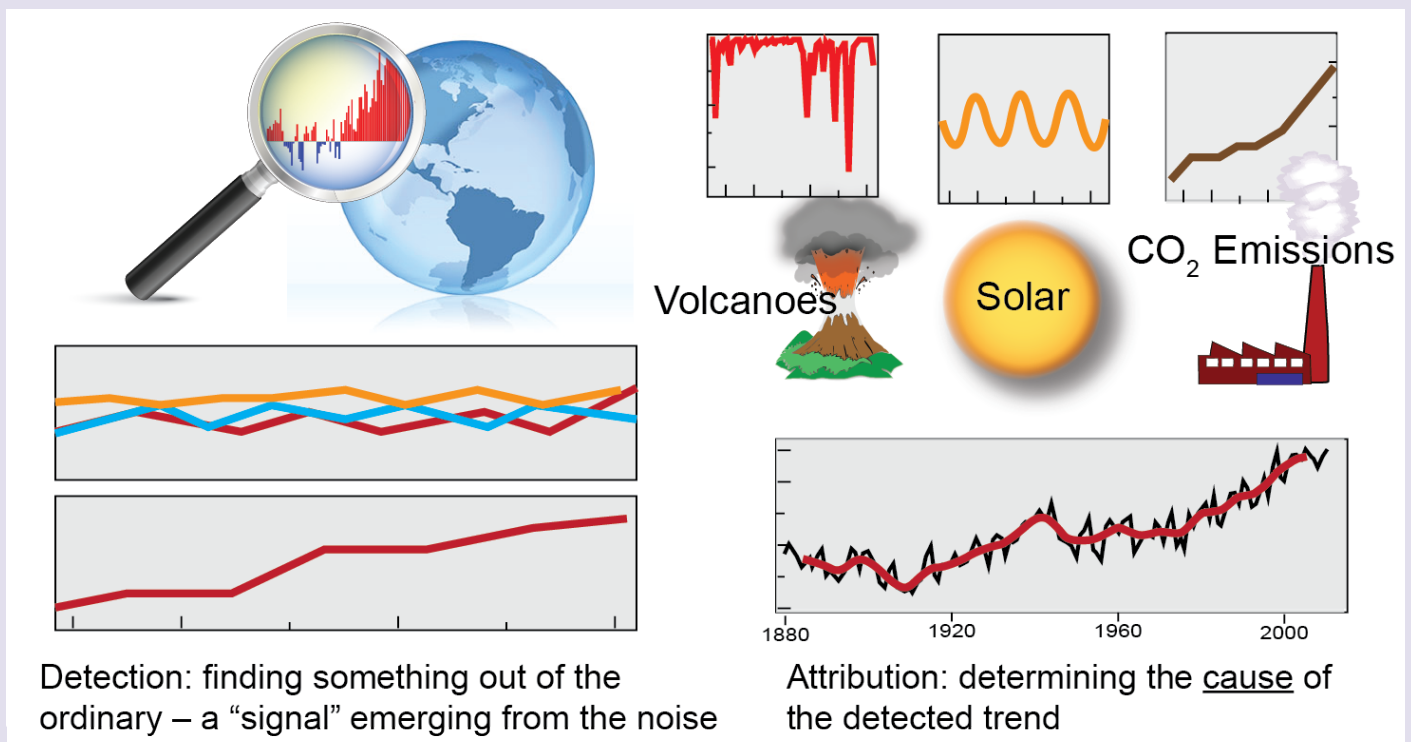 Volcanoes
Solar
CO₂ Emissions
1880 1920 1960 2000
Detection: finding something out of the
ordinary – a “signal” emerging from the noise
Attribution: determining the cause of
the detected trend